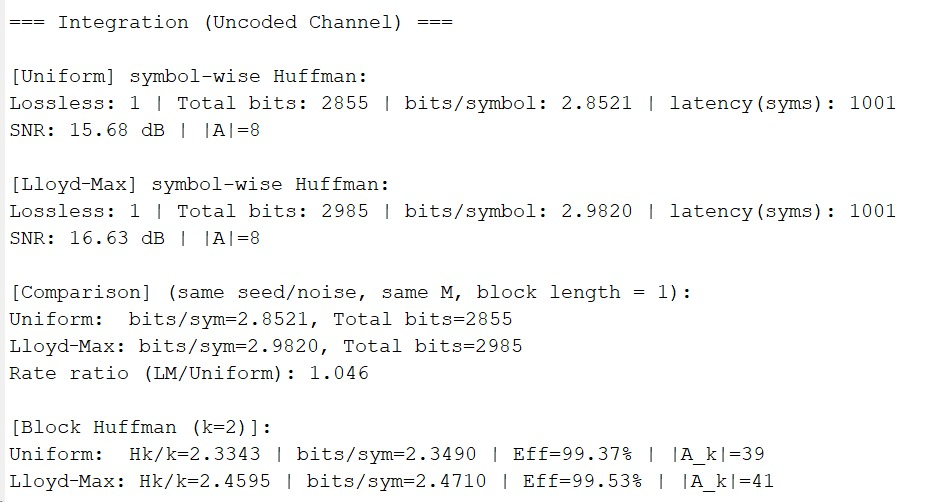 === Integration (Uncoded Channel) ===
[Uniform] symbol-wise Huffman:
Lossless: 1 | Total bits: 2855 | bits/symbol: 2.8521 | latency(syms): 1001
SNR: 15.68 dB | |A|=8
[Lloyd-Max] symbol-wise Huffman:
Lossless: 1 | Total bits: 2985 | bits/symbol: 2.9820 | latency(syms): 1001
SNR: 16.63 dB | |A|=8
[Comparison] (same seed/noise, same M, block length = 1):
Uniform:  bits/sym=2.8521, Total bits=2855
Lloyd-Max: bits/sym=2.9820, Total bits=2985
Rate ratio (LM/Uniform): 1.046
[Block Huffman (k=2)]:
Uniform:  Hk/k=2.3343 | bits/sym=2.3490 | Eff=99.37% | |A_k|=39
Lloyd-Max: Hk/k=2.4595 | bits/sym=2.4710 | Eff=99.53% | |A_k|=41